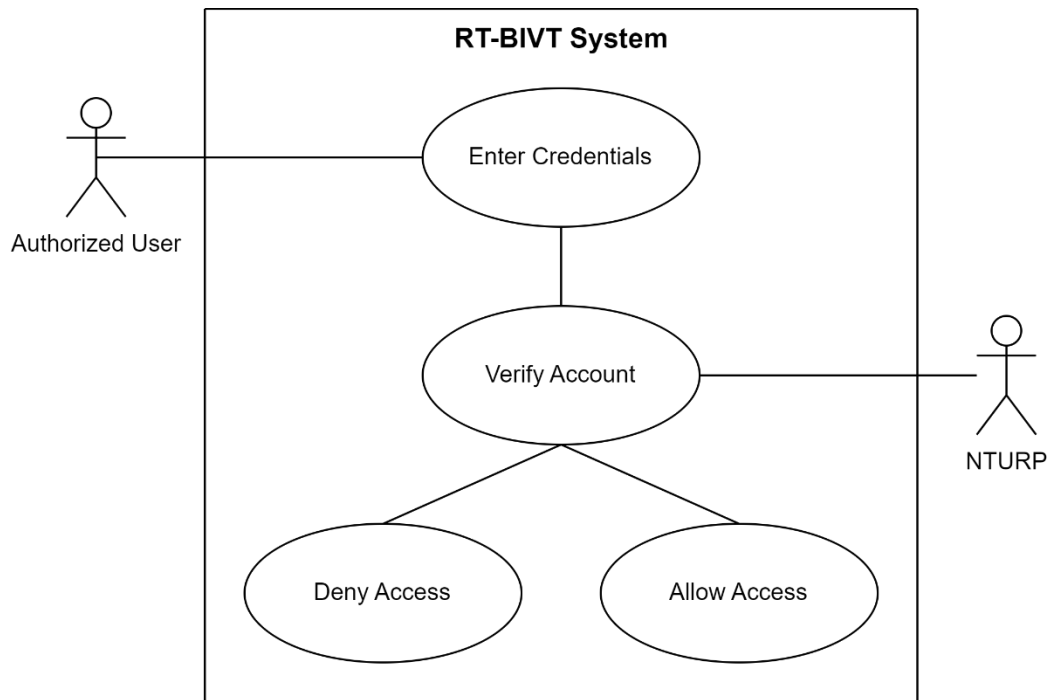 RT-BIVT System
Enter Credentials
Authorized User
Verify Account
NTURP
Deny Access
Allow Access